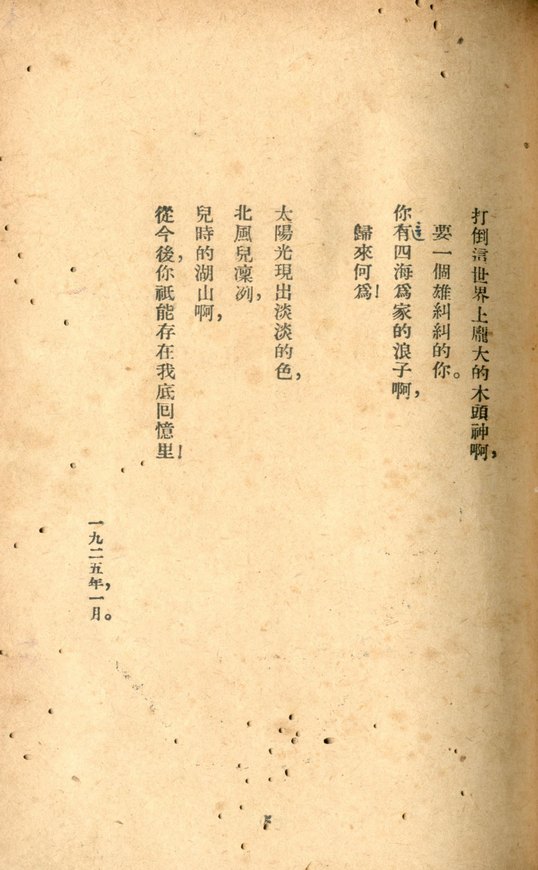 打倒這世界上龐大的木頭神啊,
要一個雄糾糾的你。
你有這四海爲家的浪子啊,
歸來何爲!
太陽光現出淡淡的色,
北風兒凜冽,
兒時的湖山啊,
從今後,你祇能存在我底回憶里!
一九二五年,一月。
5